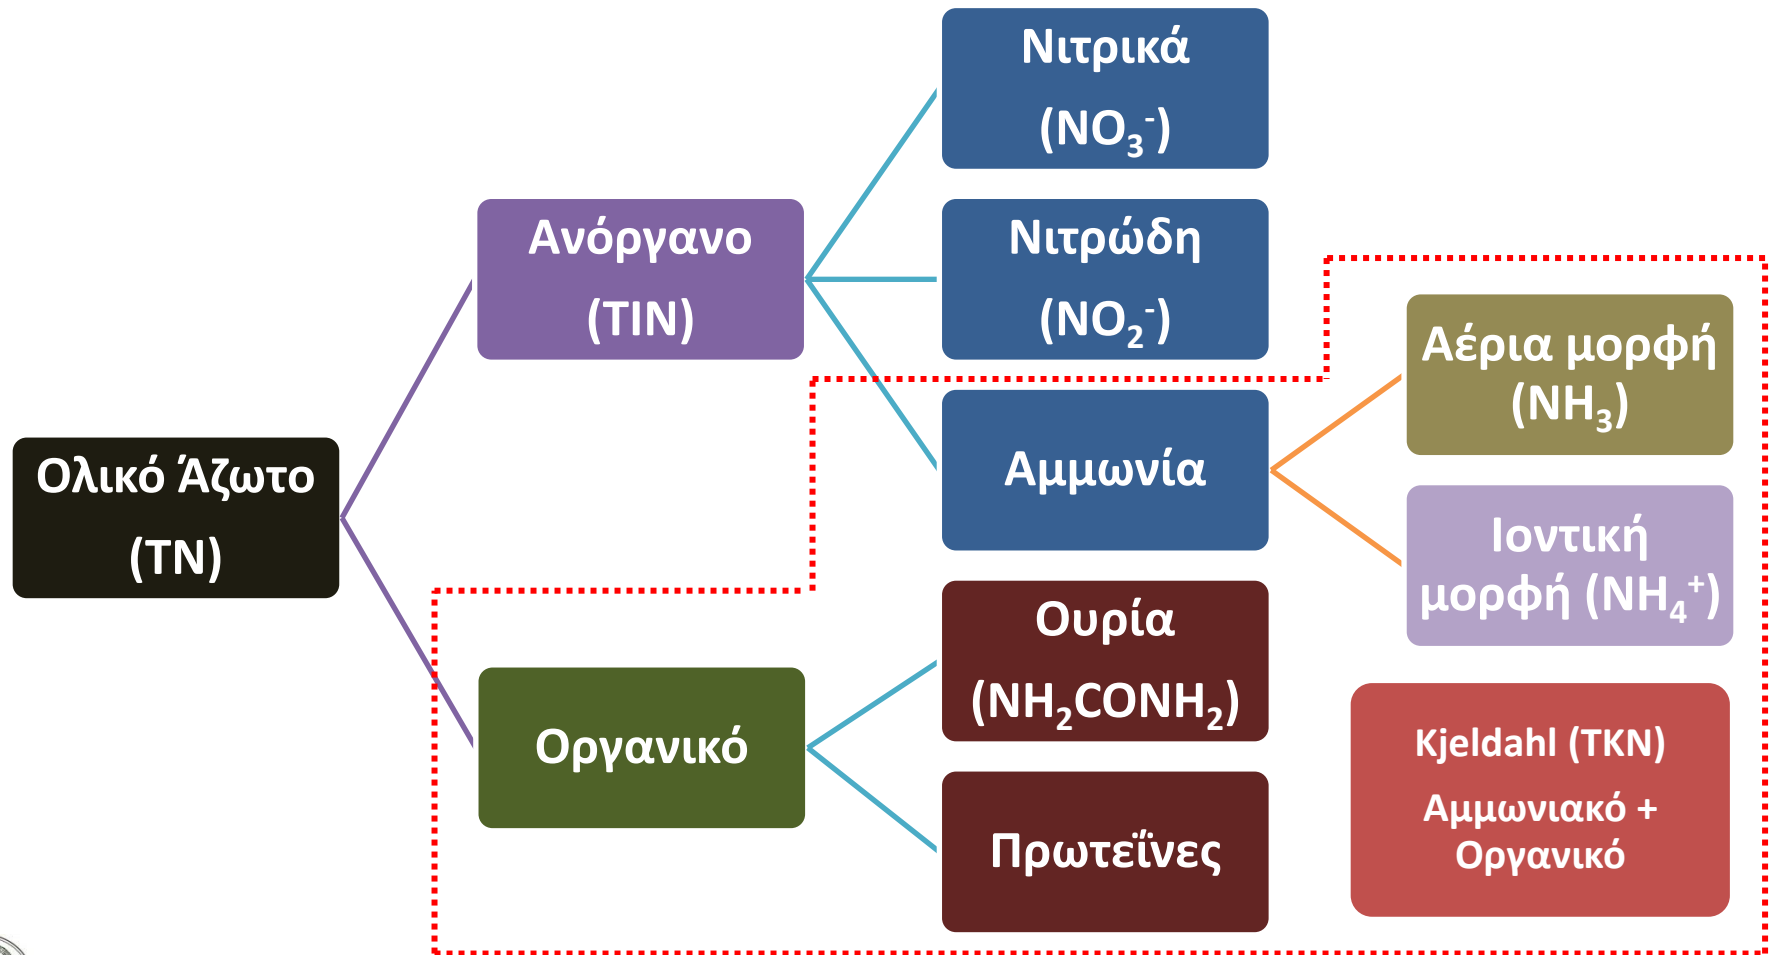 Νιτρικά
(NO₃⁻)
Ανόργανο
(TIN)
Νιτρώδη
(NO₂⁻)
Αέρια μορφή
(NH₃)
Ολικό Άζωτο
(TN)
Αμμωνία
Ιοντική
μορφή (NH₄⁺)
Οργανικό
Ουρία
(NH₂CONH₂)
Πρωτεΐνες
Kjeldahl (TKN)
Αμμωνιακό +
Οργανικό